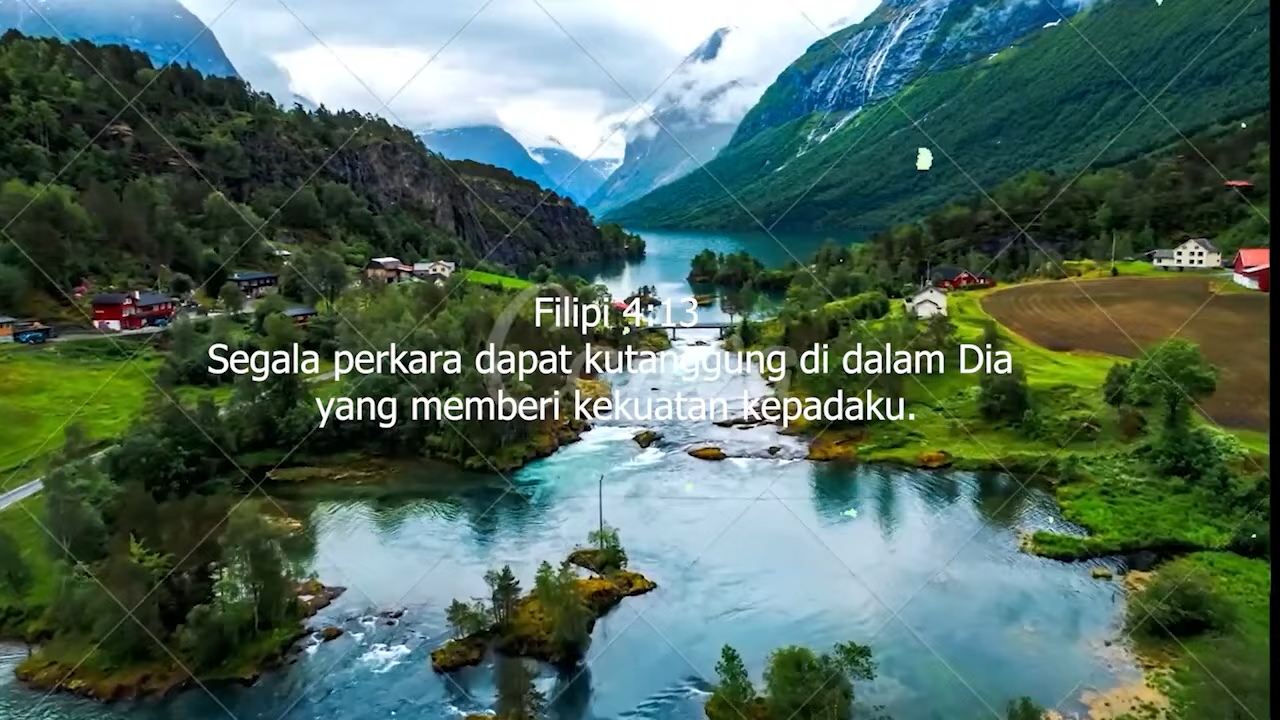 Filipi 4:13
Segala perkara dapat kutanggung di dalam Dia
yang memberi kekuatan kepadaku.